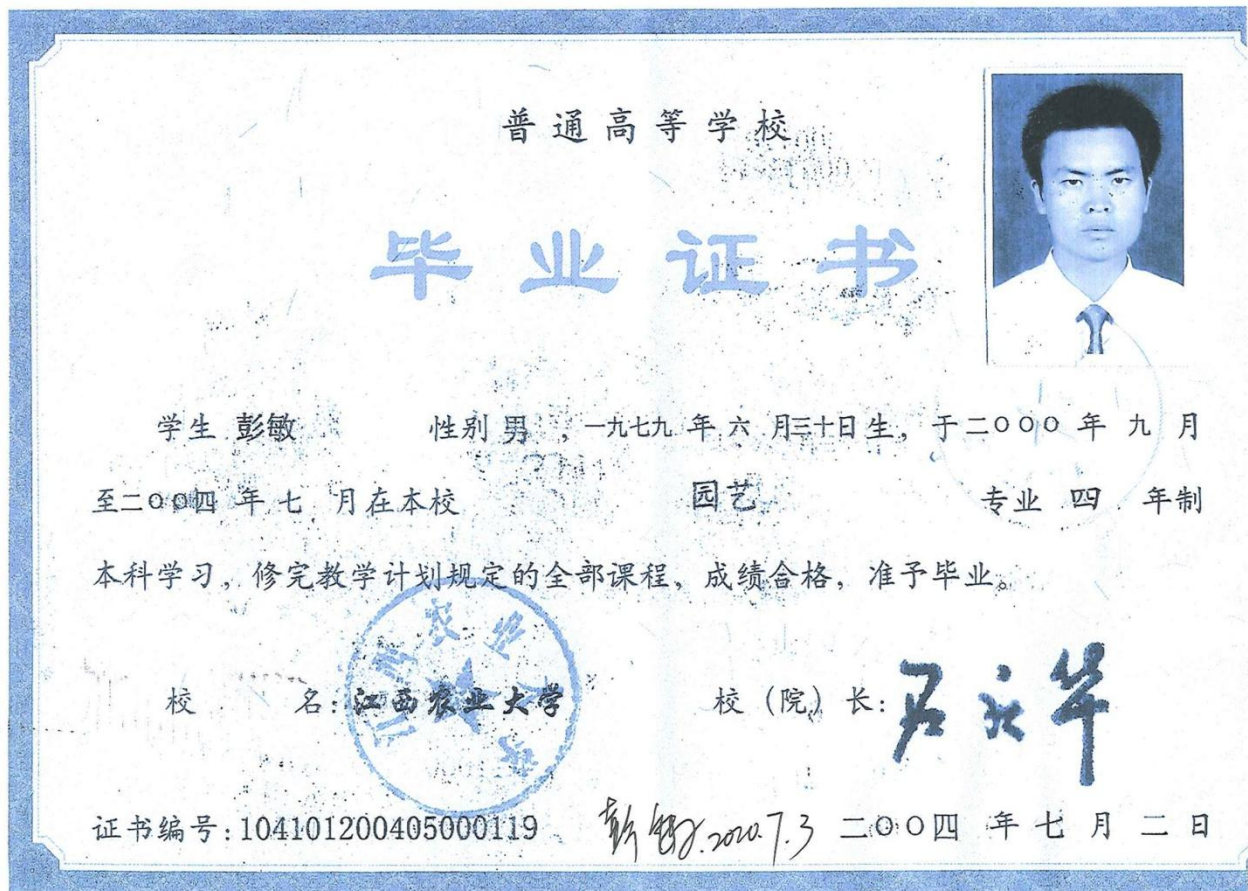 普通高等学校
毕业证书
学生 彭敏 性别 男 ，一九七九 年 六 月三十日生，于二〇〇〇 年 九 月
至二〇〇四 年 七 月在本校 园艺 专业 四 年制
本科学习，修完教学计划规定的全部课程，成绩合格，准予毕业。
校 名：江西农业大学 校（院）长：
证书编号：104101200405000119 彭敏 2020.7.3 二〇〇四 年 七 月 二 日